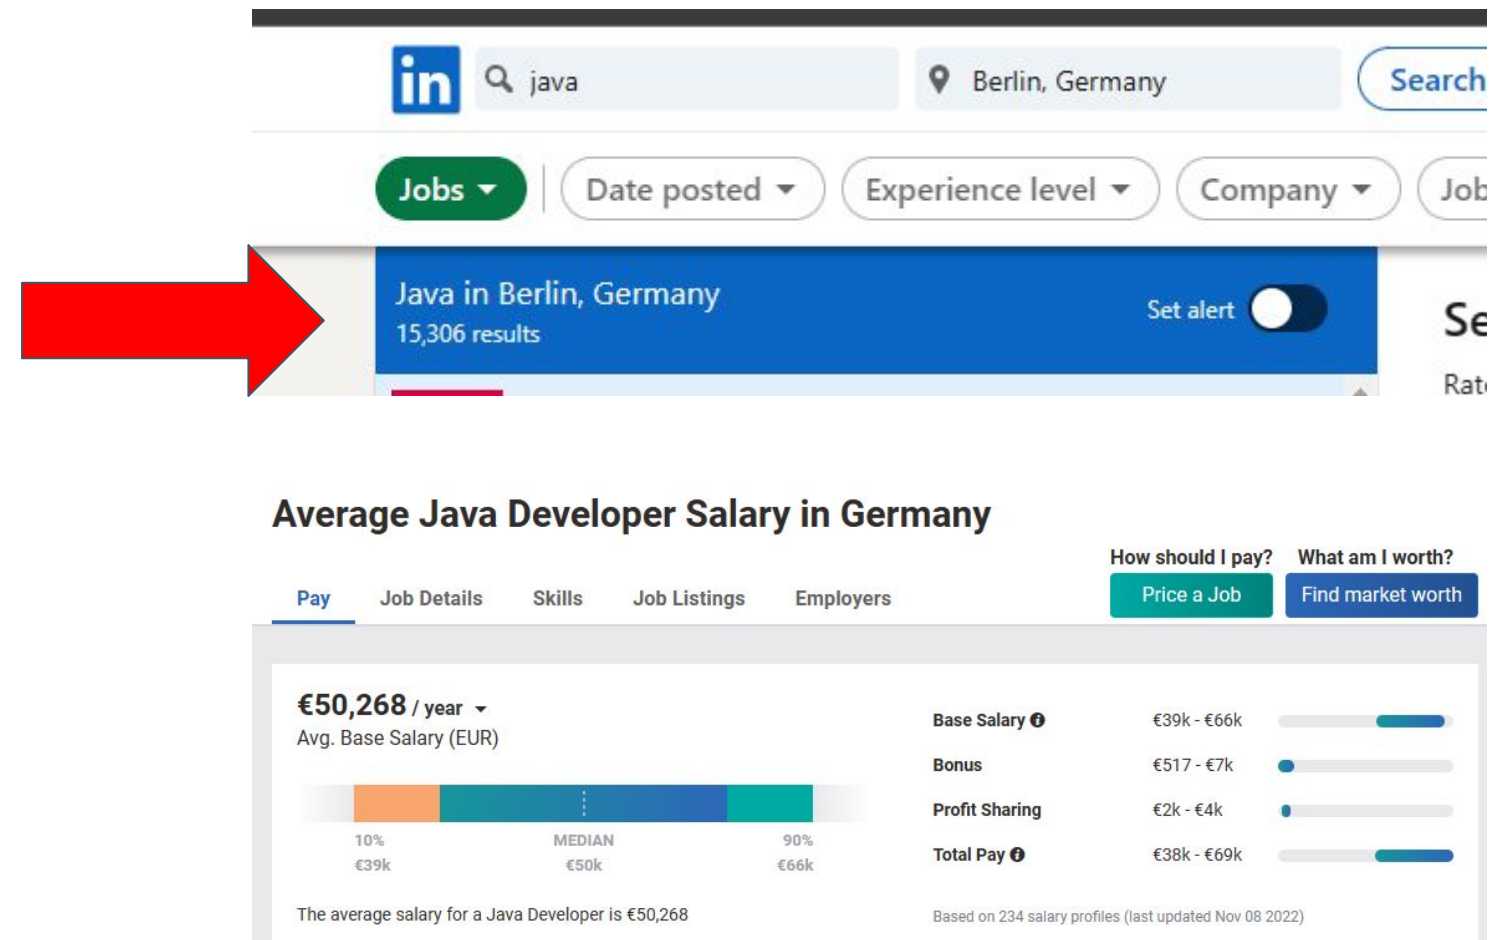 in java Berlin, Germany Search
Jobs Date posted Experience level Company Job
Java in Berlin, Germany
15,306 results
Set alert
Se
Rat
Average Java Developer Salary in Germany
How should I pay? What am I worth?
Pay Job Details Skills Job Listings Employers Price a Job Find market worth
€50,268 / year
Avg. Base Salary (EUR)
10% MEDIAN 90%
€39k €50k €66k
The average salary for a Java Developer is €50,268
Base Salary €39k - €66k
Bonus €517 - €7k
Profit Sharing €2k - €4k
Total Pay €38k - €69k
Based on 234 salary profiles (last updated Nov 08 2022)